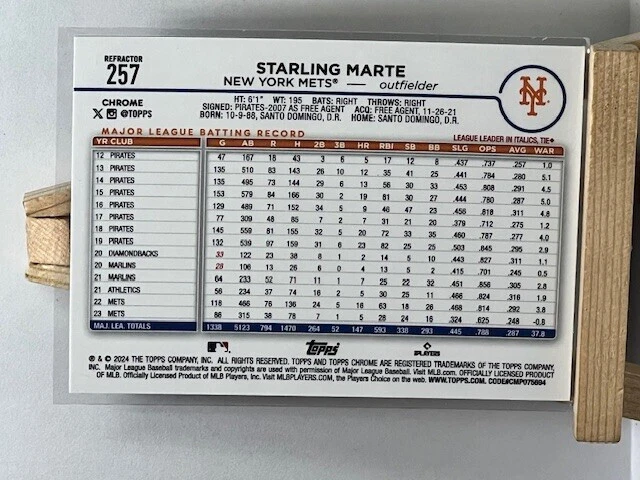 REFRACTOR
257
STARLING MARTE
NEW YORK METS® — outfielder
NY
CHROME
X @TOPPS
HT: 6'1" WT: 195 BATS: RIGHT THROWS: RIGHT
SIGNED: PIRATES-2007 AS FREE AGENT ACQ: FREE AGENT, 11-26-21
BORN: 10-9-88, SANTO DOMINGO, D.R. HOME: SANTO DOMINGO, D.R.
MAJOR LEAGUE BATTING RECORD LEAGUE LEADER IN ITALICS, TIE♦
YR CLUB G AB R H 2B 3B HR RBI SB BB SLG OPS AVG WAR
12 PIRATES 47 167 18 43 3 6 5 17 12 8 .437 .737 .257 1.0
13 PIRATES 135 510 83 143 26 10 12 35 41 25 .441 .784 .280 5.1
14 PIRATES 135 495 73 144 29 6 13 56 30 33 .453 .808 .291 4.5
15 PIRATES 153 579 84 166 30 2 19 81 30 27 .444 .780 .287 5.0
16 PIRATES 129 489 71 152 34 5 9 46 47 23 .456 .818 .311 4.8
17 PIRATES 77 309 48 85 7 2 7 31 21 20 .379 .712 .275 1.2
18 PIRATES 145 559 81 155 32 5 20 72 33 35 .460 .787 .277 4.0
19 PIRATES 132 539 97 159 31 6 23 82 25 25 .503 .845 .295 2.9
20 DIAMONDBACKS 33 122 23 38 8 1 2 14 5 10 .443 .827 .311 1.1
20 MARLINS 28 106 13 26 6 0 4 13 5 2 .415 .701 .245 0.5
21 MARLINS 64 233 52 71 11 1 7 25 22 32 .451 .856 .305 2.8
21 ATHLETICS 56 234 37 74 16 2 5 30 25 11 .466 .824 .316 1.9
22 METS 118 466 76 136 24 5 16 63 18 26 .468 .814 .292 3.8
23 METS 86 315 38 78 7 1 5 28 24 16 .324 .625 .248 -0.8
MAJ. LEA. TOTALS 1338 5123 794 1470 264 52 147 593 338 293 .445 .788 .287 37.8
topps
PLAYERS
® & © 2024 THE TOPPS COMPANY, INC. ALL RIGHTS RESERVED. TOPPS AND TOPPS CHROME ARE REGISTERED TRADEMARKS OF THE TOPPS COMPANY,
INC. Major League Baseball trademarks and copyrights are used with permission of Major League Baseball. Visit MLB.com. OFFICIALLY LICENSED PRODUCT
OF MLB. Officially Licensed Product of MLB Players, Inc. Visit MLBPLAYERS.COM, the Players Choice on the web. WWW.TOPPS.COM. CODE#CMP075694